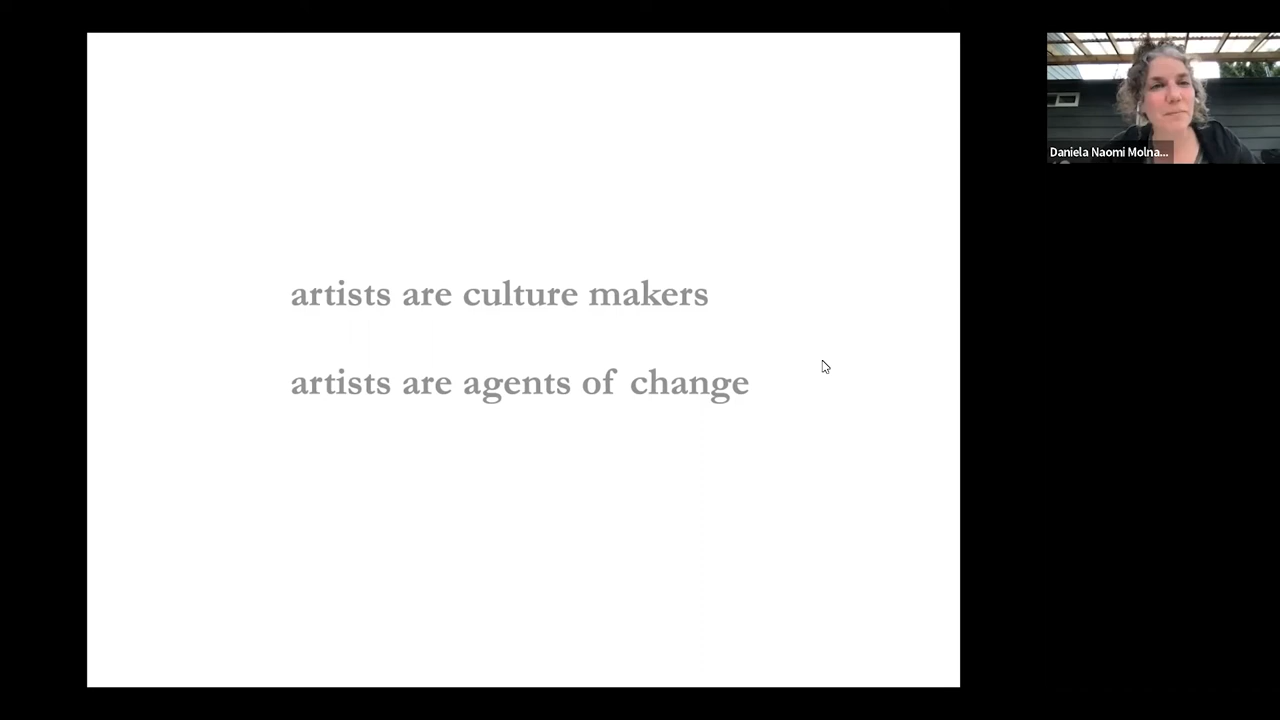 artists are culture makers
artists are agents of change
Daniela Naomi Molna...